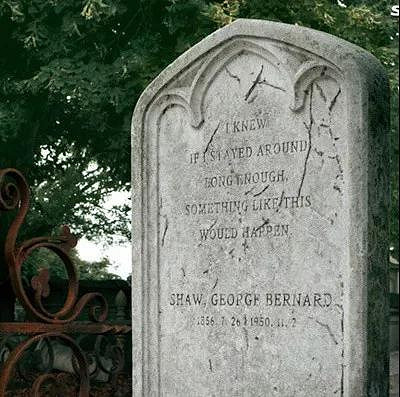 I KNEW
IF I STAYED AROUND
LONG ENOUGH,
SOMETHING LIKE THIS
WOULD HAPPEN.
SHAW, GEORGE BERNARD
1856. 7. 26 / 1950. 11. 2
S